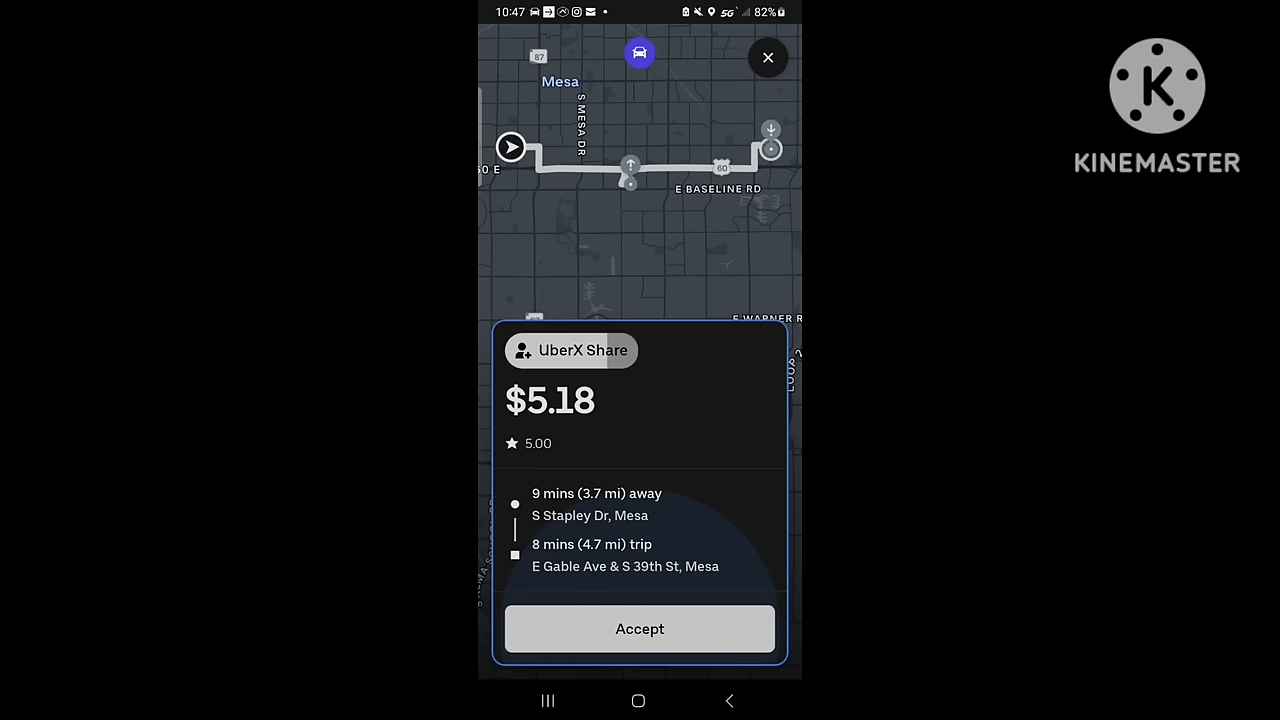 10:47
5G
82%
87
Mesa
S MESA DR
60 E
60
E BASELINE RD
E WARNER R
UberX Share
$5.18
5.00
9 mins (3.7 mi) away
S Stapley Dr, Mesa
8 mins (4.7 mi) trip
E Gable Ave & S 39th St, Mesa
Accept
K
KINEMASTER